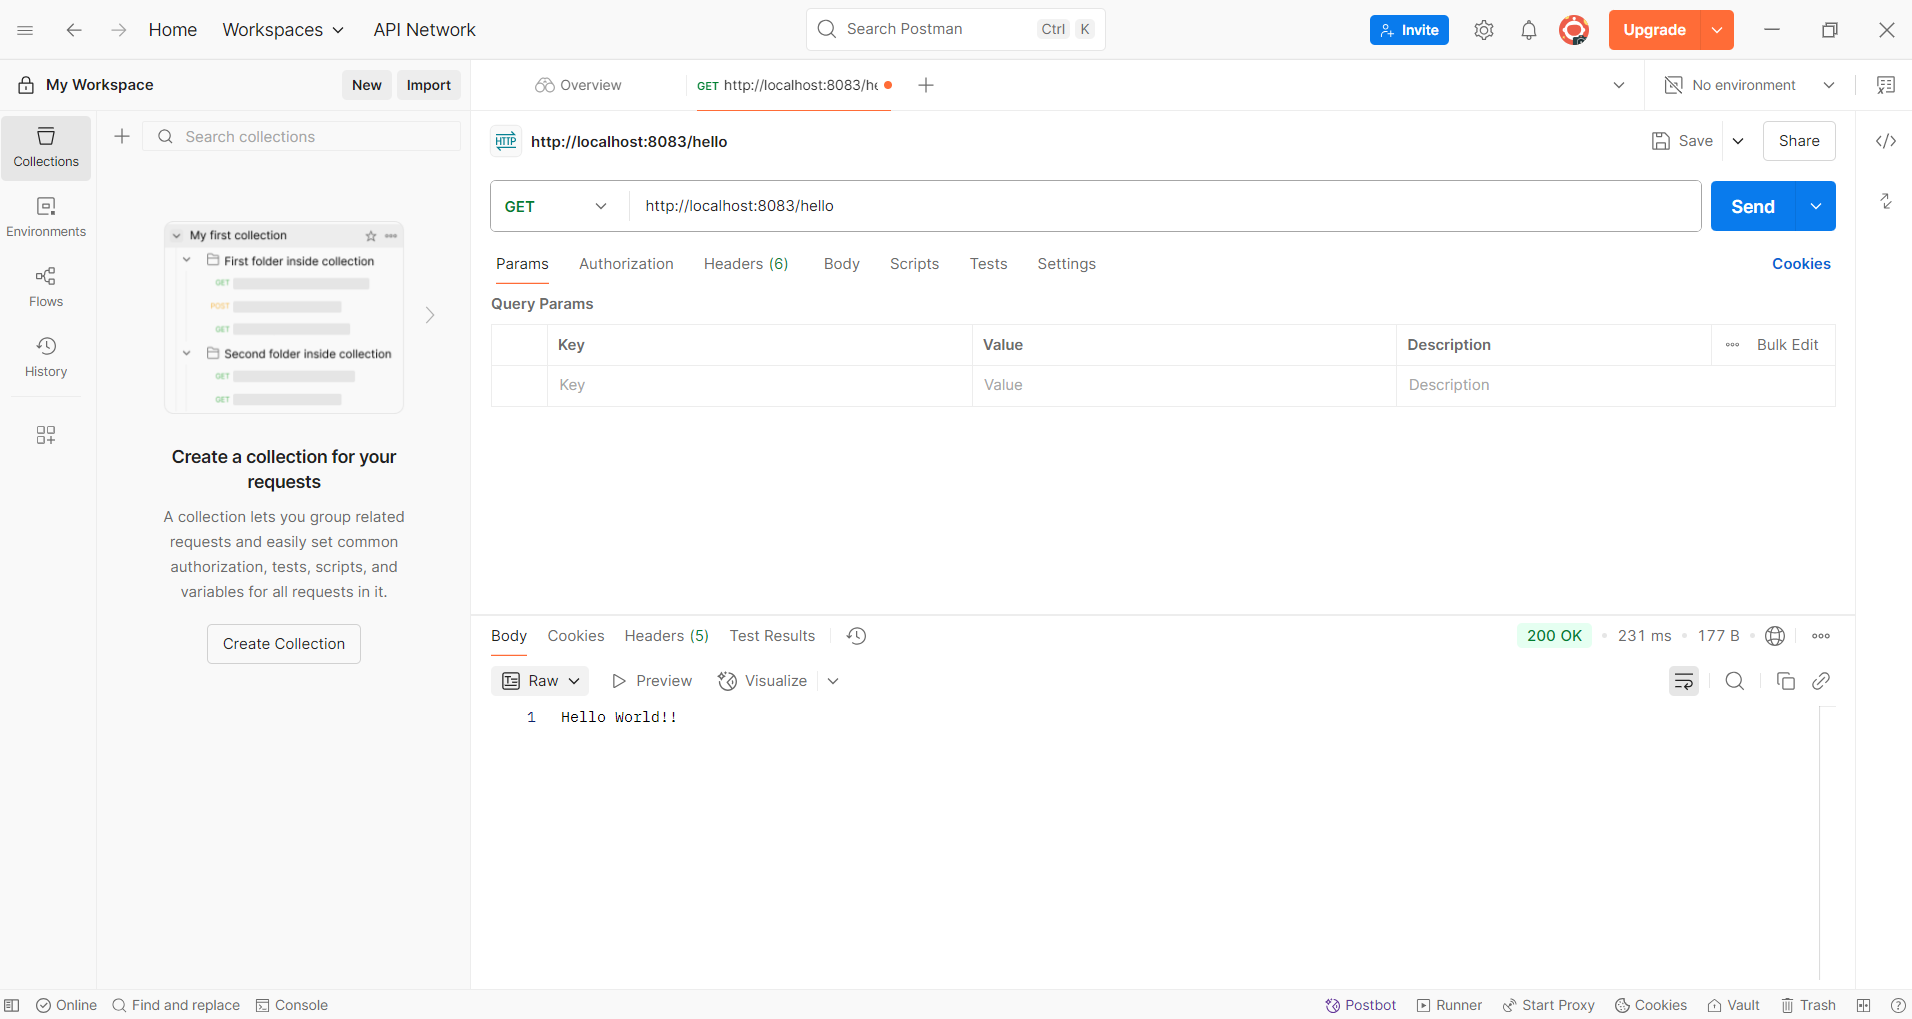 Home Workspaces API Network Search Postman Ctrl K Invite Upgrade
My Workspace New Import
Overview GET http://localhost:8083/he No environment
Search collections
Collections
Environments
Flows
History
My first collection
First folder inside collection
GET
POST
GET
Second folder inside collection
GET
GET
Create a collection for your
requests
A collection lets you group related
requests and easily set common
authorization, tests, scripts, and
variables for all requests in it.
Create Collection
HTTP http://localhost:8083/hello Save Share
GET http://localhost:8083/hello Send
Params Authorization Headers (6) Body Scripts Tests Settings Cookies
Query Params
Key Value Description Bulk Edit
Key Value Description
Body Cookies Headers (5) Test Results 200 OK 231 ms 177 B
Raw Preview Visualize
1 Hello World!!
Online Find and replace Console Postbot Runner Start Proxy Cookies Vault Trash